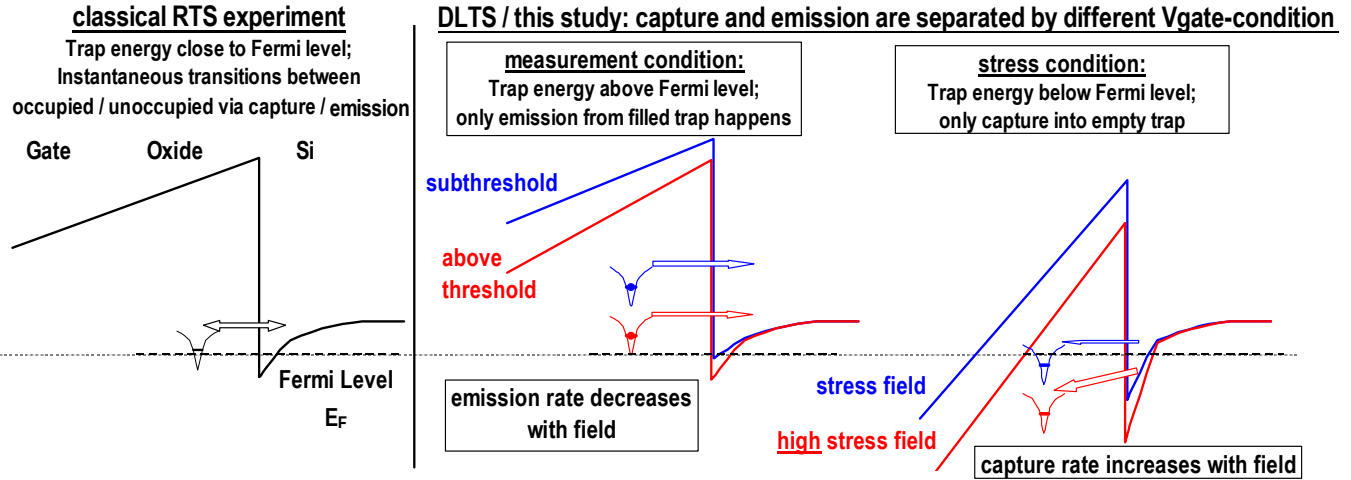 classical RTS experiment
Trap energy close to Fermi level;
Instantaneous transitions between
occupied / unoccupied via capture / emission
Gate Oxide Si
Fermi Level
EF
DLTS / this study: capture and emission are separated by different Vgate-condition
measurement condition:
Trap energy above Fermi level;
only emission from filled trap happens
subthreshold
above
threshold
emission rate decreases
with field
stress condition:
Trap energy below Fermi level;
only capture into empty trap
stress field
high stress field
capture rate increases with field